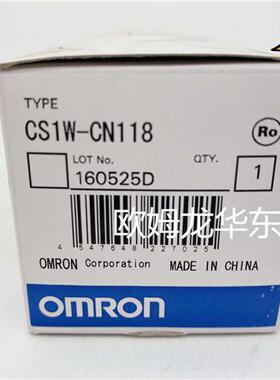 TYPE
CS1W-CN118
Ro
LOT No.
QTY.
160525D
1
欧姆龙华东
4 547648 227025
OMRON Corporation MADE IN CHINA
OMRON